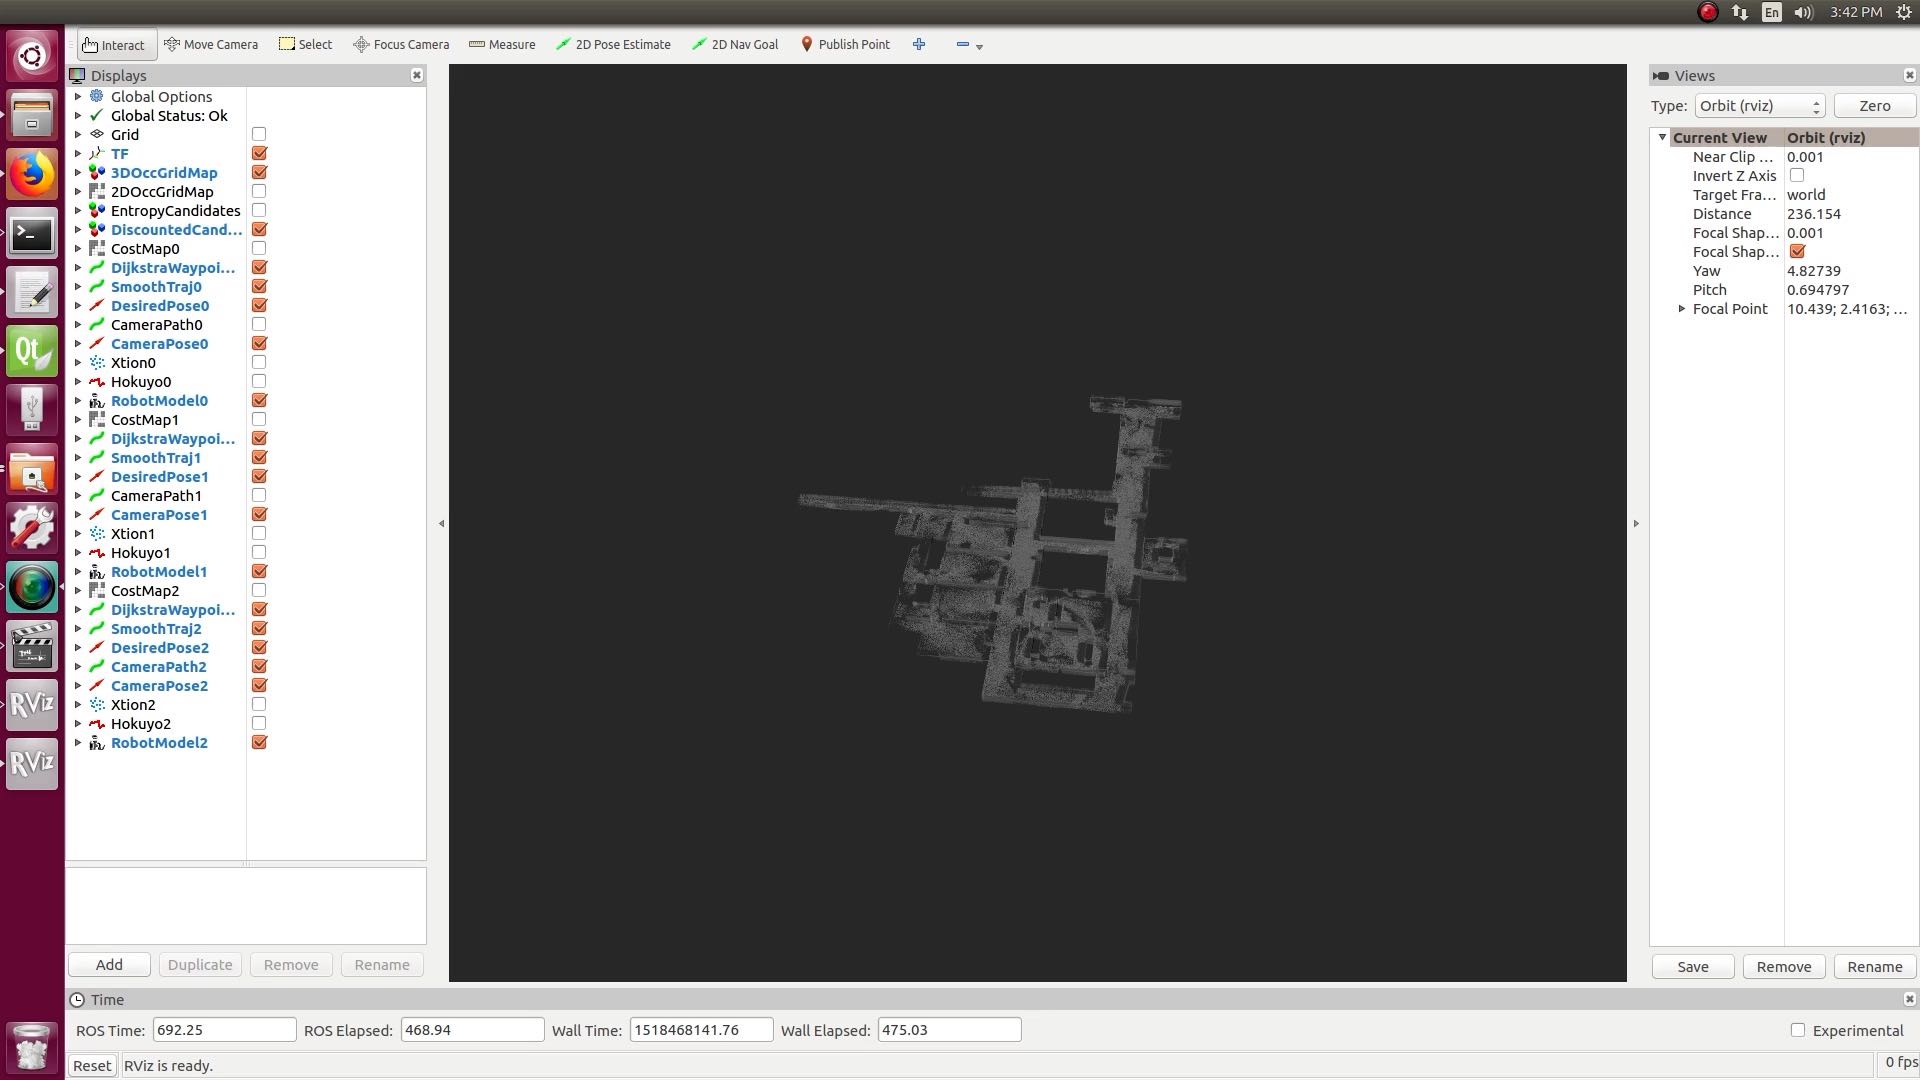 En
3:42 PM
Interact
Move Camera
Select
Focus Camera
Measure
2D Pose Estimate
2D Nav Goal
Publish Point
Displays
Global Options
Global Status: Ok
Grid
TF
3DOccGridMap
2DOccGridMap
EntropyCandidates
DiscountedCand...
CostMap0
DijkstraWaypoi...
SmoothTraj0
DesiredPose0
CameraPath0
CameraPose0
Xtion0
Hokuyo0
RobotModel0
CostMap1
DijkstraWaypoi...
SmoothTraj1
DesiredPose1
CameraPath1
CameraPose1
Xtion1
Hokuyo1
RobotModel1
CostMap2
DijkstraWaypoi...
SmoothTraj2
DesiredPose2
CameraPath2
CameraPose2
Xtion2
Hokuyo2
RobotModel2
Add
Duplicate
Remove
Rename
Views
Type: Orbit (rviz)
Zero
Current View Orbit (rviz)
Near Clip ... 0.001
Invert Z Axis
Target Fra... world
Distance 236.154
Focal Shap... 0.001
Focal Shap...
Yaw 4.82739
Pitch 0.694797
Focal Point 10.439; 2.4163; ...
Save
Remove
Rename
Qt
RViz
RViz
Time
ROS Time: 692.25 ROS Elapsed: 468.94 Wall Time: 1518468141.76 Wall Elapsed: 475.03
Experimental
Reset
RViz is ready.
0 fps